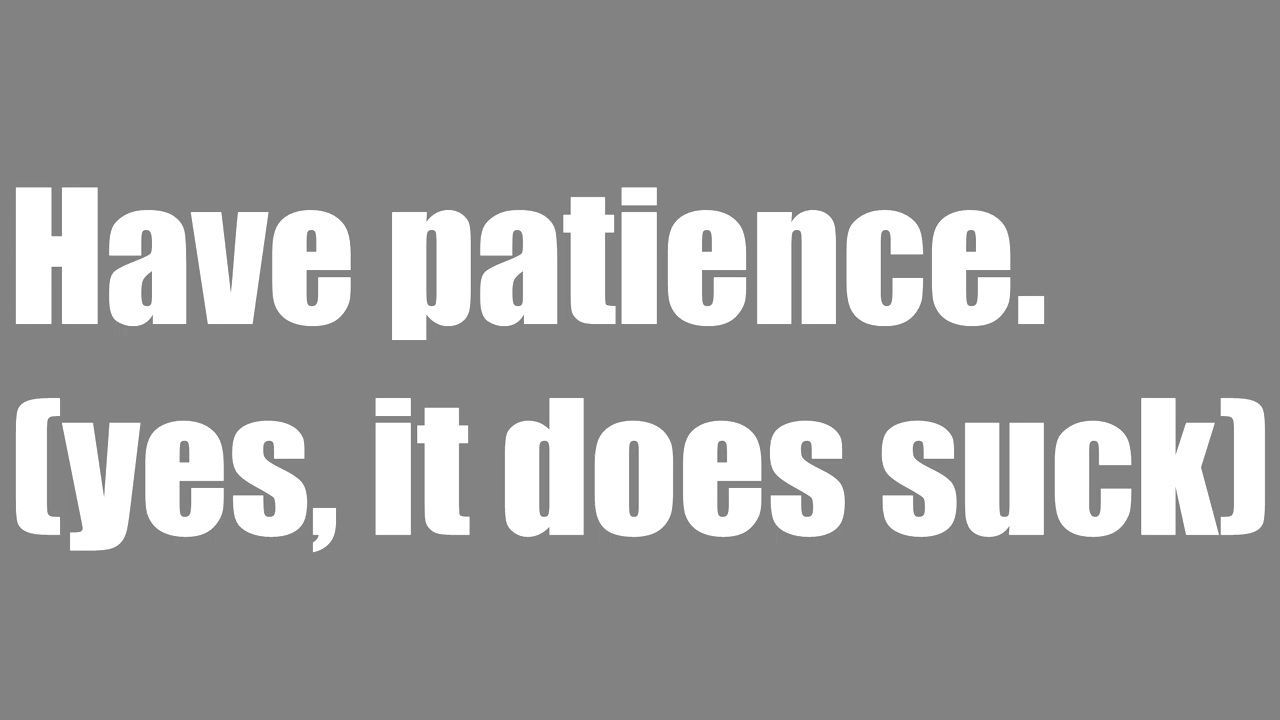 Have patience.
(yes, it does suck)